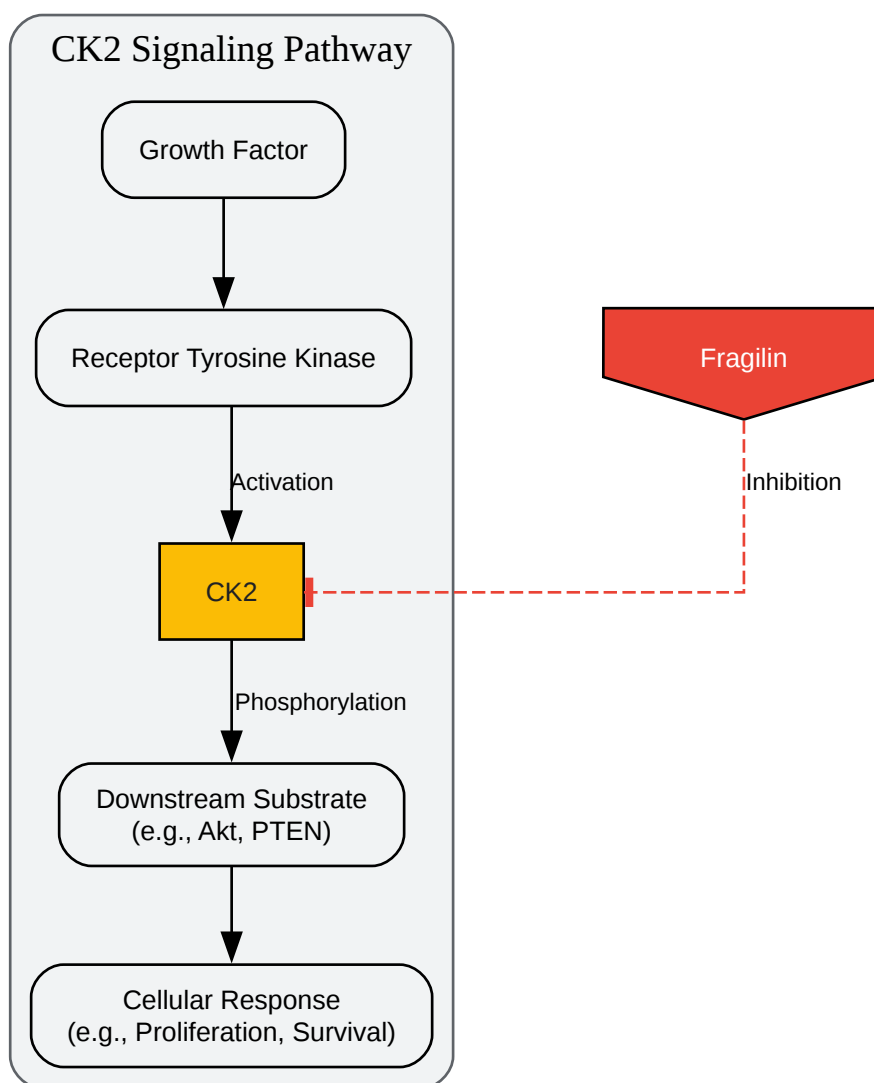 CK2 Signaling Pathway
Growth Factor
Receptor Tyrosine Kinase
Fragilin
Activation
Inhibition
CK2
Phosphorylation
Downstream Substrate
(e.g., Akt, PTEN)
Cellular Response
(e.g., Proliferation, Survival)